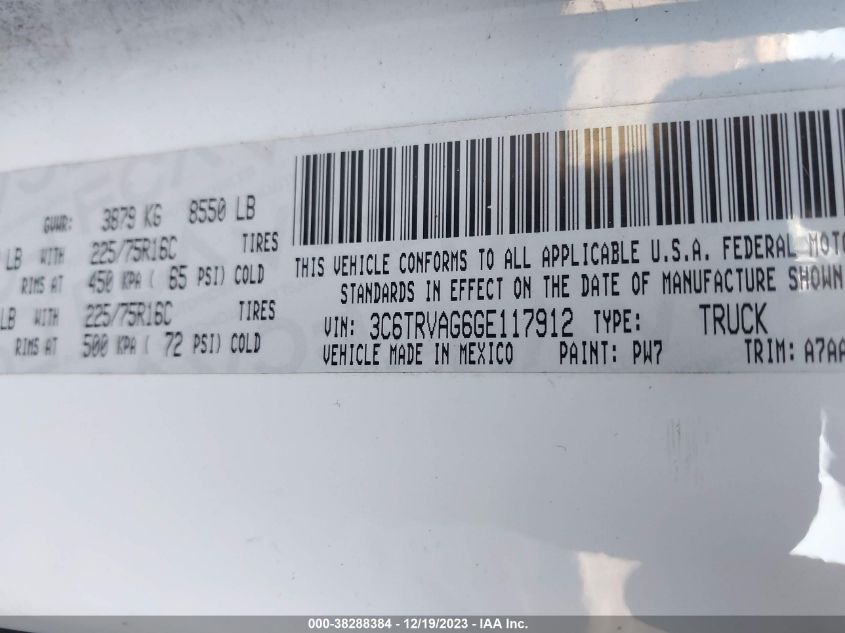 GVWR: 3879 KG 8550 LB
LB WITH 225/75R16C TIRES
RIMS AT 450 KPA ( 65 PSI) COLD
LB WITH 225/75R16C TIRES
RIMS AT 500 KPA ( 72 PSI) COLD
THIS VEHICLE CONFORMS TO ALL APPLICABLE U.S.A. FEDERAL MOTO
STANDARDS IN EFFECT ON THE DATE OF MANUFACTURE SHOWN
VIN: 3C6TRVAG6GE117912 TYPE: TRUCK
VEHICLE MADE IN MEXICO PAINT: PW7 TRIM: A7AA
000-38288384 - 12/19/2023 - IAA Inc.